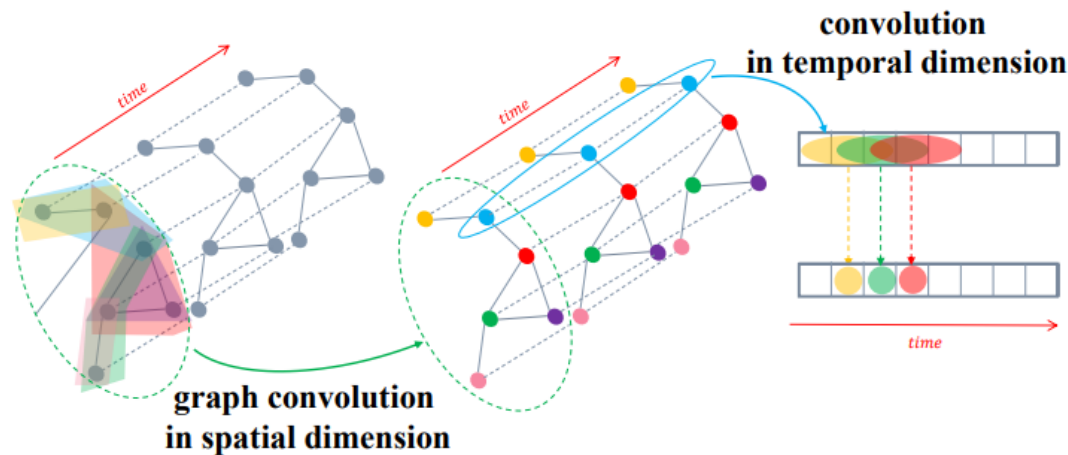 convolution
in temporal dimension
time
time
time
graph convolution
in spatial dimension